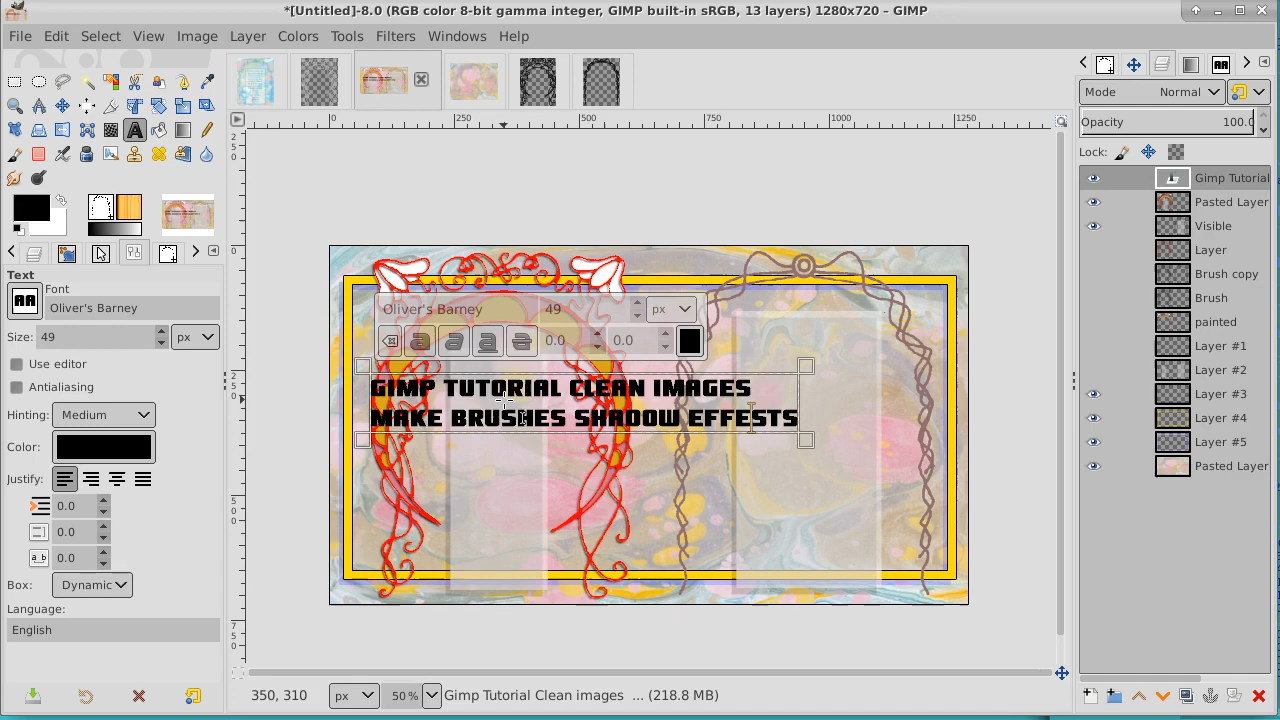 *[Untitled]-8.0 (RGB color 8-bit gamma integer, GIMP built-in sRGB, 13 layers) 1280x720 – GIMP
File Edit Select View Image Layer Colors Tools Filters Windows Help
Mode Normal
Opacity 100.0
Lock:
Gimp Tutorial
Pasted Layer
Visible
Layer
Brush copy
Brush
painted
Layer #1
Layer #2
Layer #3
Layer #4
Layer #5
Pasted Layer
Text
Font
Oliver's Barney
Size: 49 px
Use editor
Antialiasing
Hinting: Medium
Color:
Justify:
0.0
0.0
0.0
Box: Dynamic
Language:
English
0 250 500 750 1000 1250
0
250
500
750
Oliver's Barney 49 px
0.0 0.0
GIMP TUTORIAL CLEAN IMAGES
MAKE BRUSHES SHADOW EFFESTS
350, 310 px 50 % Gimp Tutorial Clean images ... (218.8 MB)